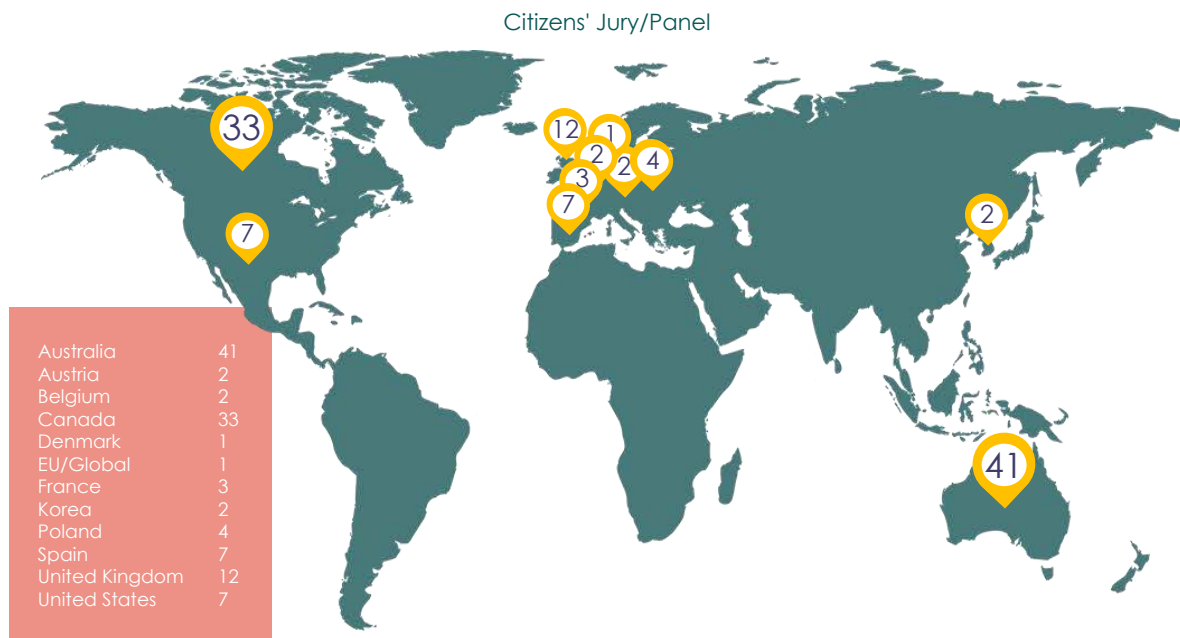 Citizens' Jury/Panel
33
12
1
2
2
4
3
7
7
2
41
Australia 41
Austria 2
Belgium 2
Canada 33
Denmark 1
EU/Global 1
France 3
Korea 2
Poland 4
Spain 7
United Kingdom 12
United States 7